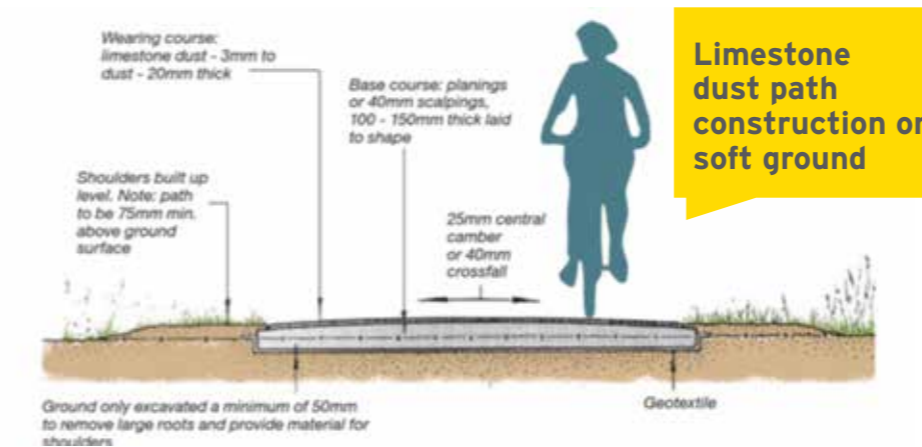 Wearing course:
limestone dust - 3mm to
dust - 20mm thick
Base course: planings
or 40mm scalpings,
100 - 150mm thick laid
to shape
Limestone
dust path
construction on
soft ground
Shoulders built up
level. Note: path
to be 75mm min.
above ground
surface
25mm central
camber
or 40mm
crossfall
Ground only excavated a minimum of 50mm
to remove large roots and provide material for
shoulders
Geotextile